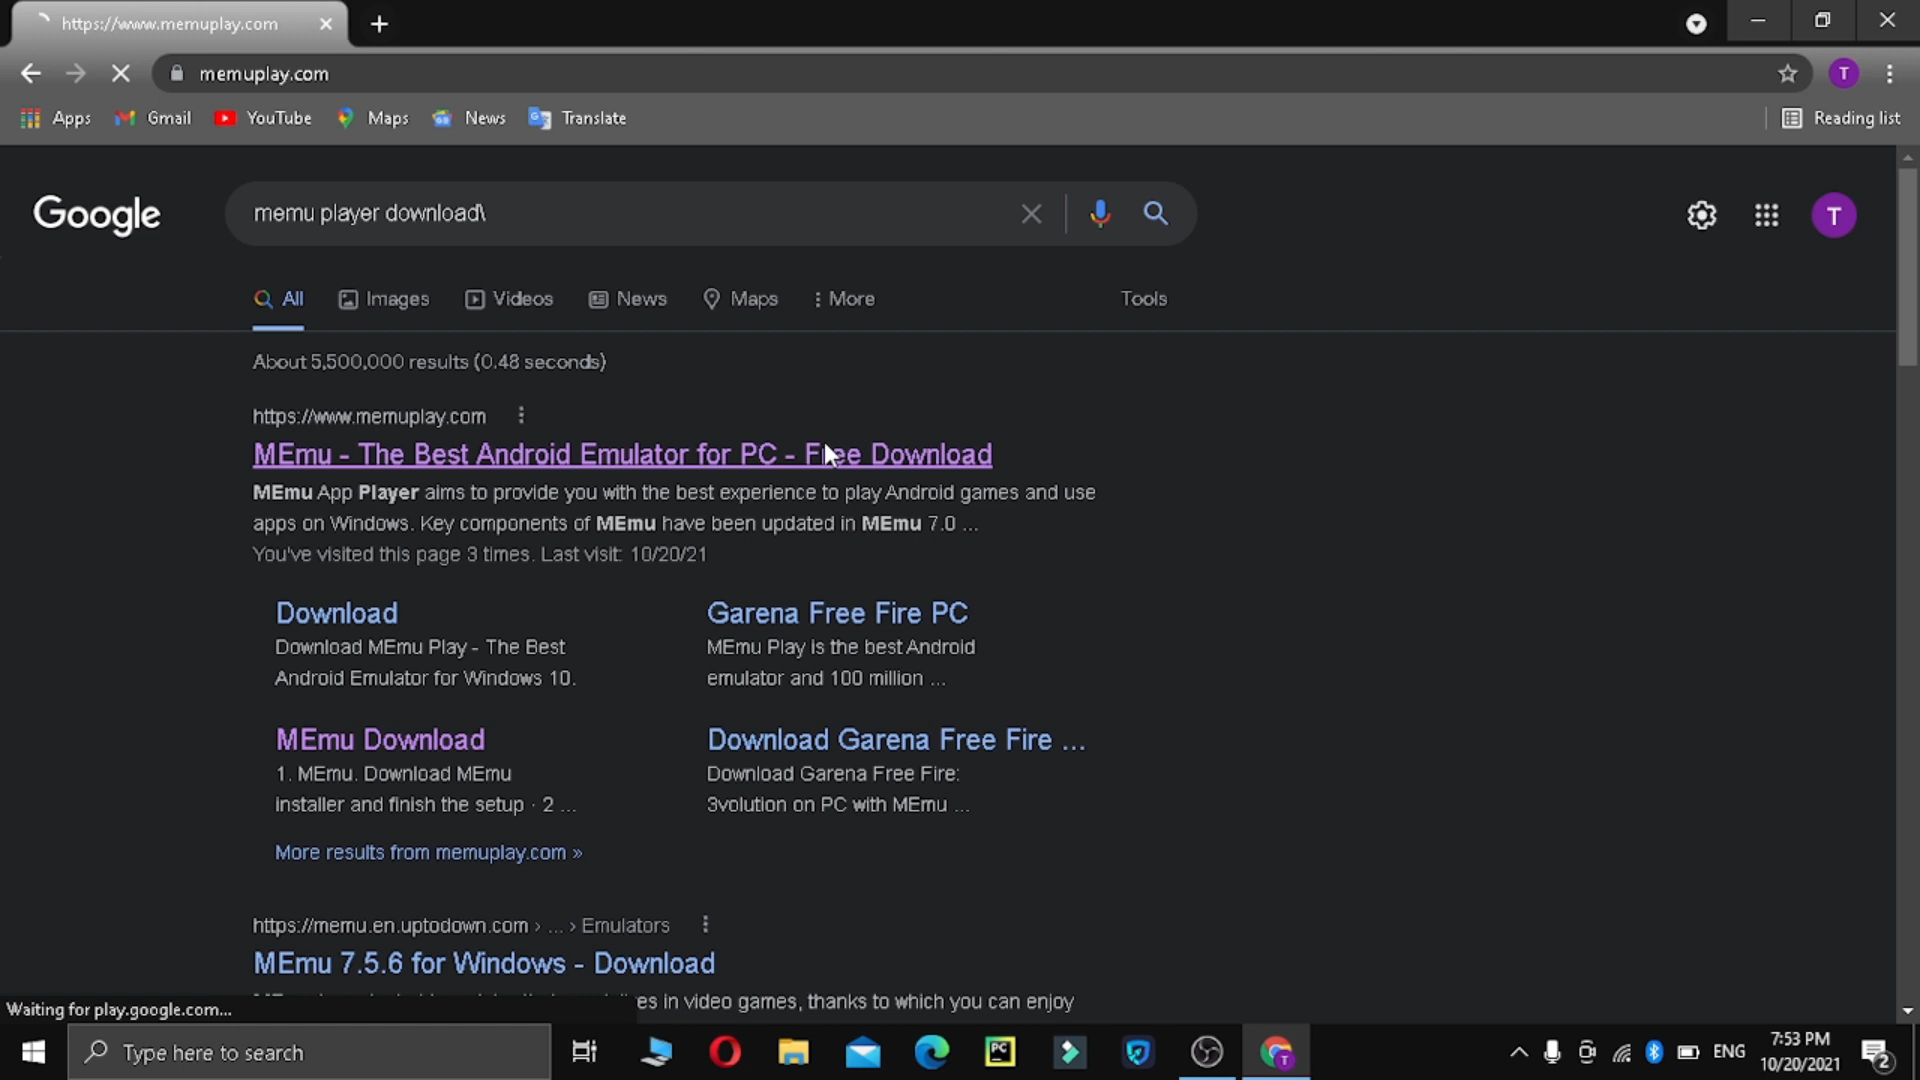 https://www.memuplay.com
memuplay.com
Apps Gmail YouTube Maps News Translate Reading list
Google memu player download\ T
All Images Videos News Maps More Tools
About 5,500,000 results (0.48 seconds)
https://www.memuplay.com
MEmu - The Best Android Emulator for PC - Free Download
MEmu App Player aims to provide you with the best experience to play Android games and use
apps on Windows. Key components of MEmu have been updated in MEmu 7.0 ...
You've visited this page 3 times. Last visit: 10/20/21
Download
Download MEmu Play - The Best
Android Emulator for Windows 10.
Garena Free Fire PC
MEmu Play is the best Android
emulator and 100 million ...
MEmu Download
1. MEmu. Download MEmu
installer and finish the setup · 2 ...
Download Garena Free Fire ...
Download Garena Free Fire:
3volution on PC with MEmu ...
More results from memuplay.com »
https://memu.en.uptodown.com › ... › Emulators
MEmu 7.5.6 for Windows - Download
es in video games, thanks to which you can enjoy
Waiting for play.google.com...
Type here to search
PC
T
ENG
7:53 PM
10/20/2021
2